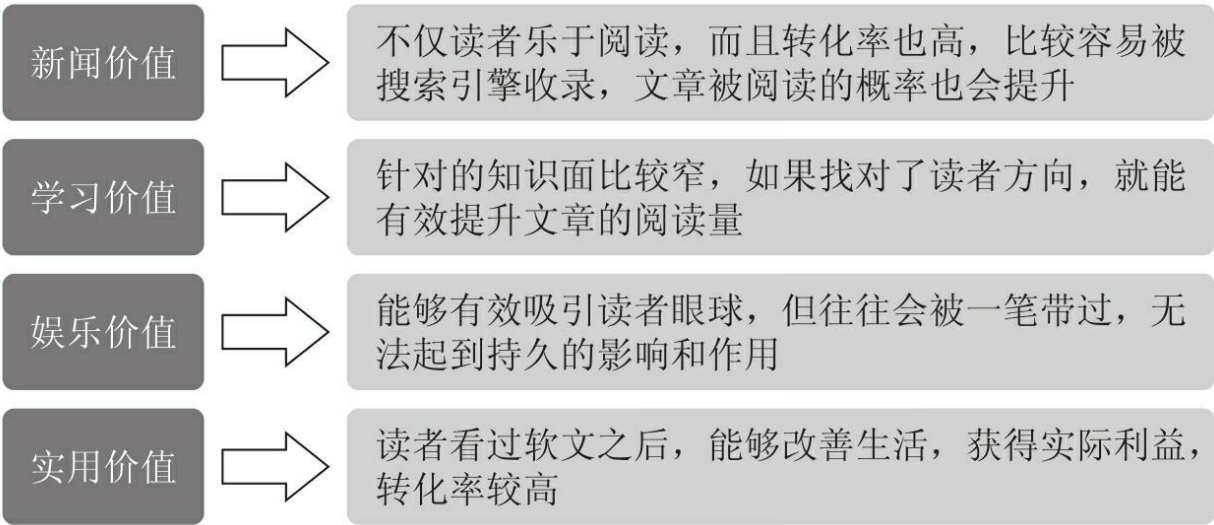 新闻价值
不仅读者乐于阅读，而且转化率也高，比较容易被
搜索引擎收录，文章被阅读的概率也会提升
学习价值
针对的知识面比较窄，如果找对了读者方向，就能
有效提升文章的阅读量
娱乐价值
能够有效吸引读者眼球，但往往会被一笔带过，无
法起到持久的影响和作用
实用价值
读者看过软文之后，能够改善生活，获得实际利益，
转化率较高